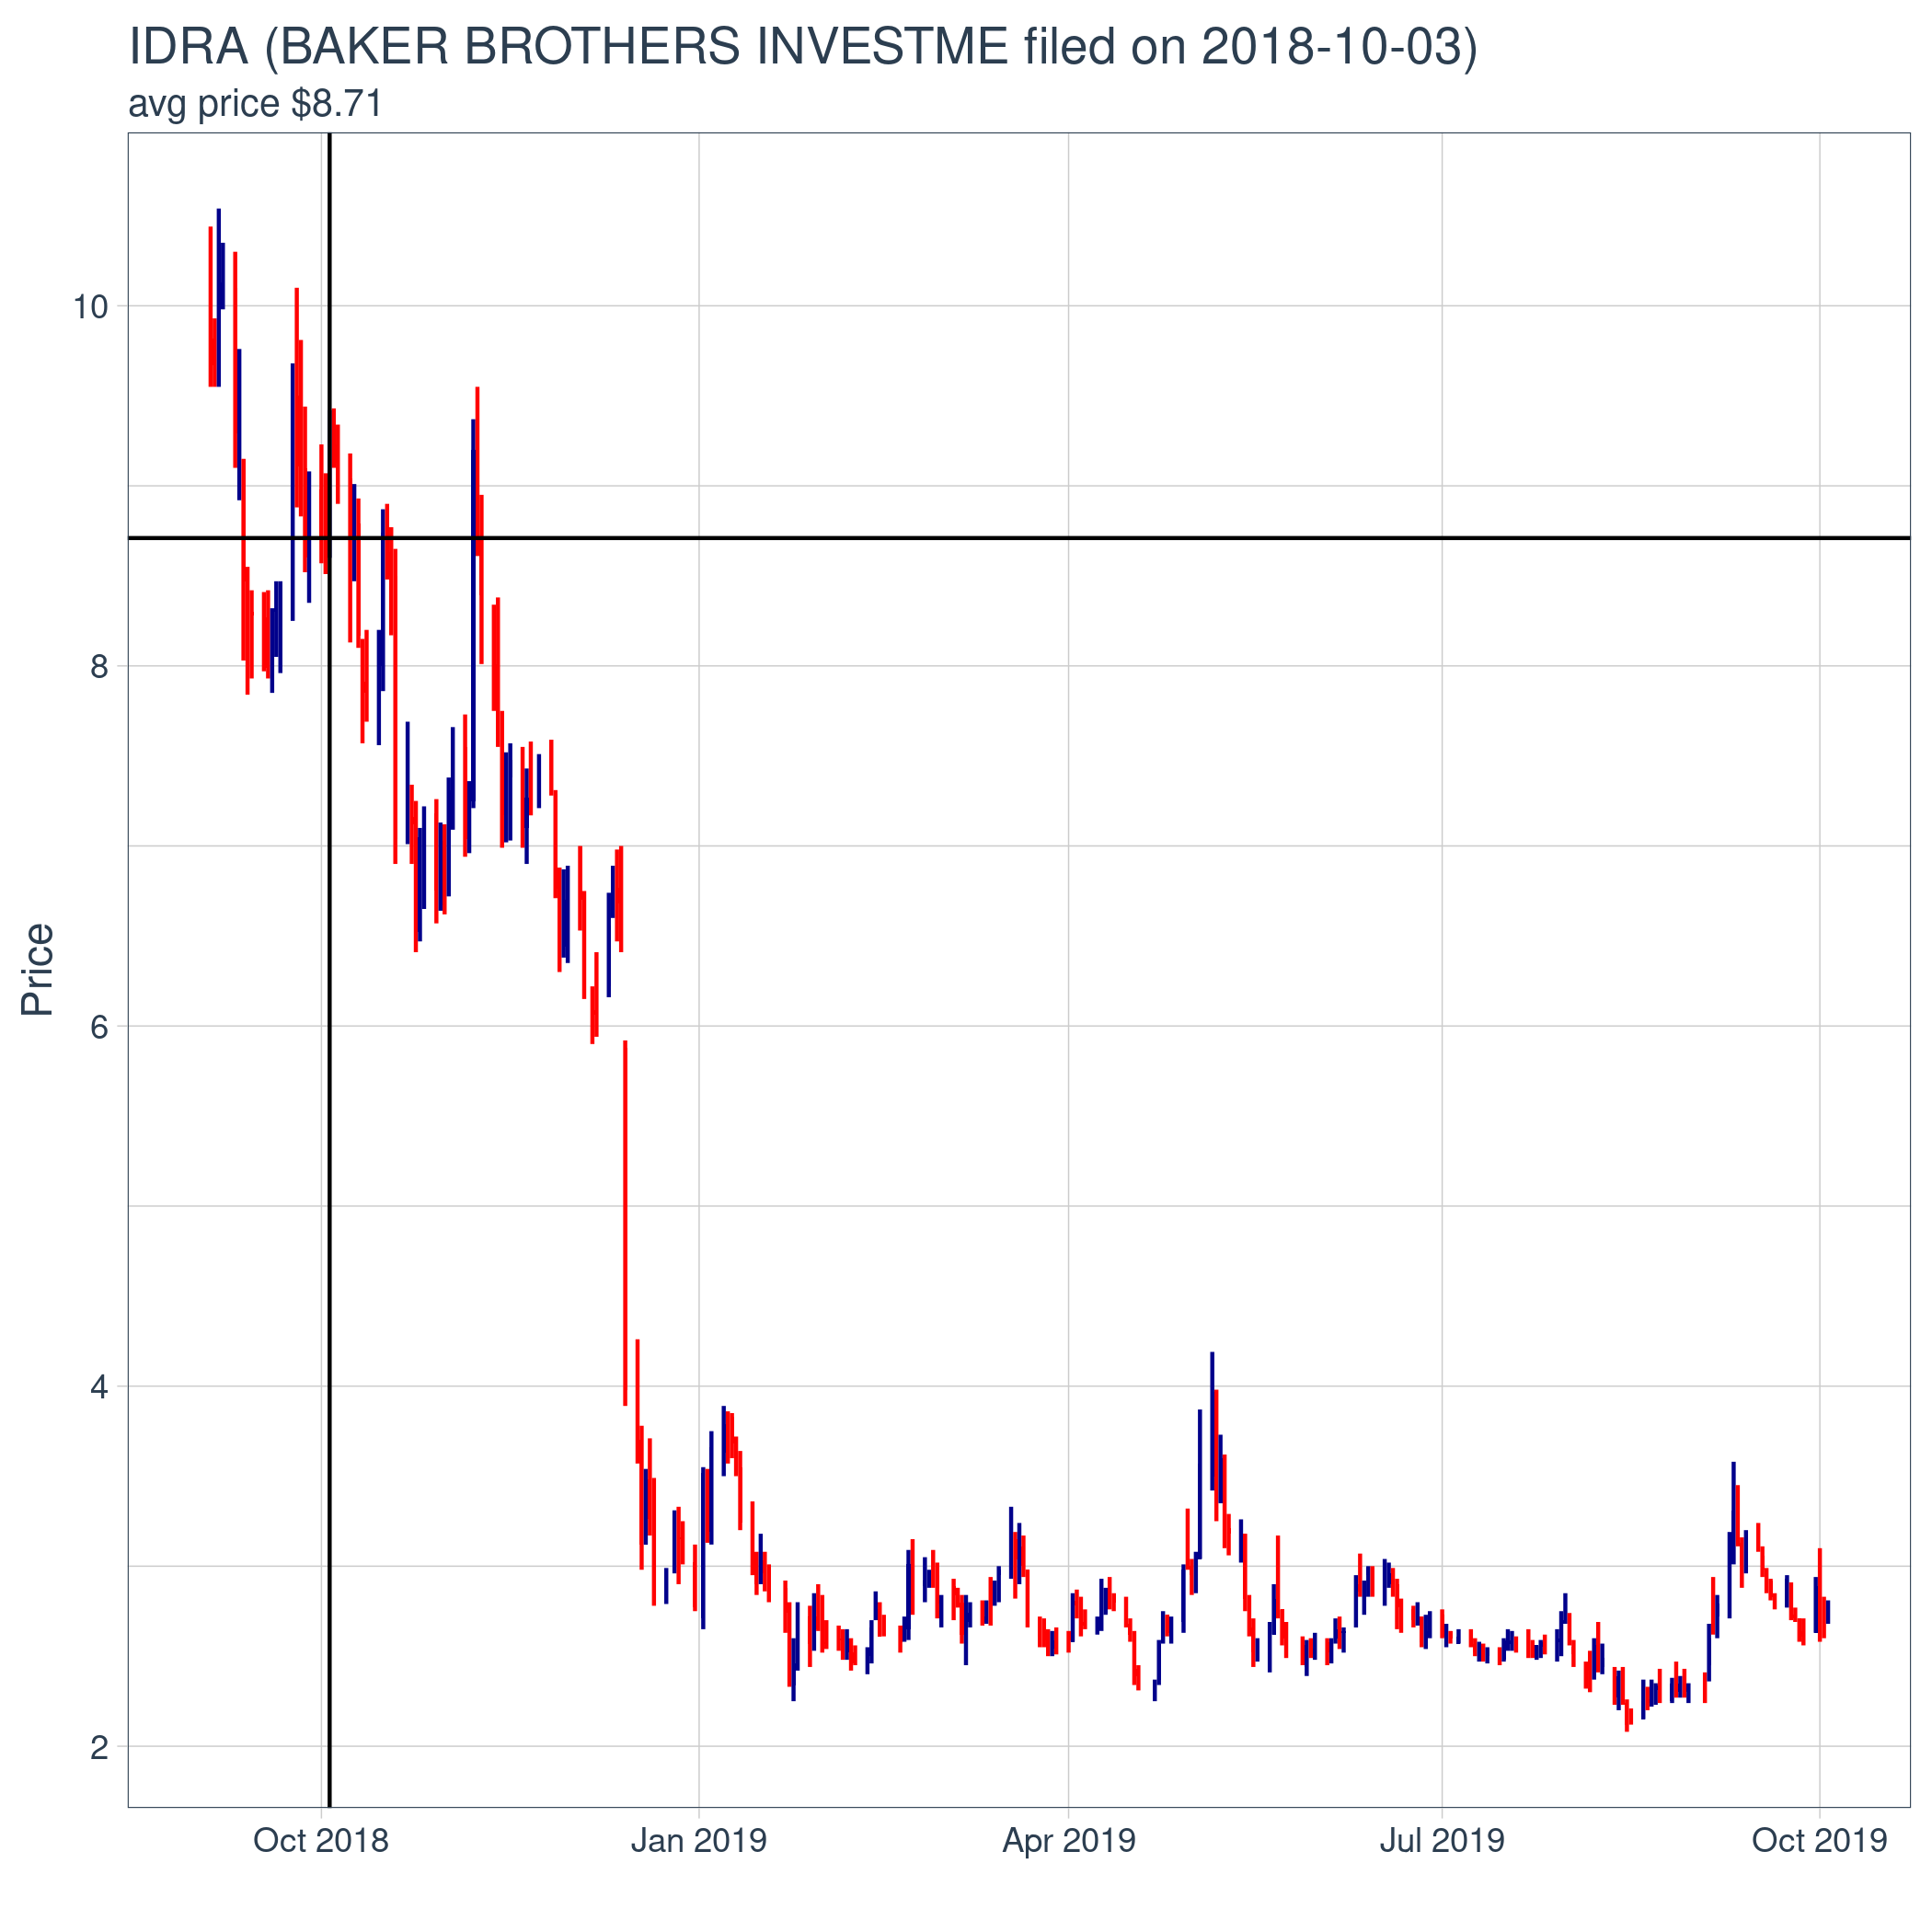 IDRA (BAKER BROTHERS INVESTME filed on 2018-10-03)
avg price $8.71
Price
10
8
6
4
2
Oct 2018
Jan 2019
Apr 2019
Jul 2019
Oct 2019